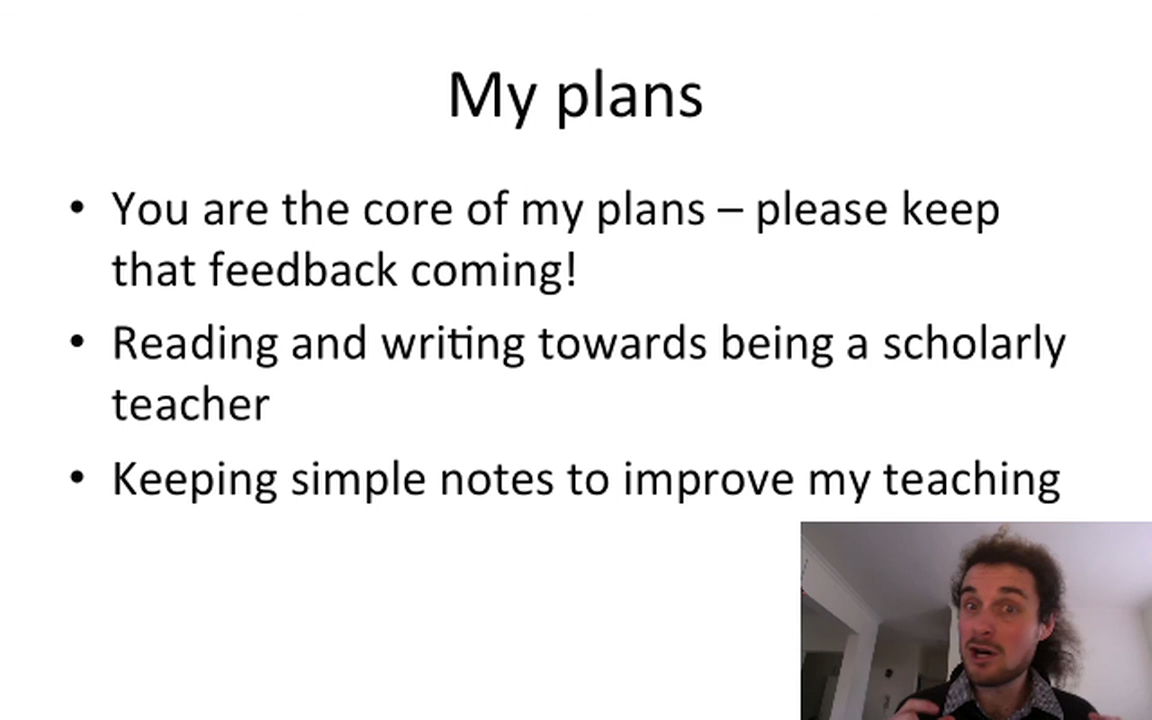 My plans
• You are the core of my plans – please keep
that feedback coming!
• Reading and writing towards being a scholarly
teacher
• Keeping simple notes to improve my teaching